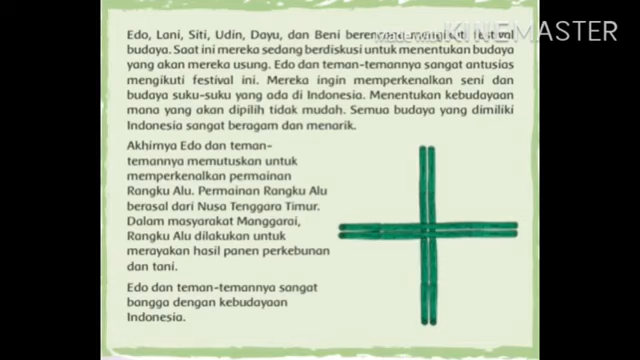 Edo, Lani, Siti, Udin, Dayu, dan Beni berencana mengikuti festival
budaya. Saat ini mereka sedang berdiskusi untuk menentukan budaya
yang akan mereka usung. Edo dan teman-temannya sangat antusias
mengikuti festival ini. Mereka ingin memperkenalkan seni dan
budaya suku-suku yang ada di Indonesia. Menentukan kebudayaan
mana yang akan dipilih tidak mudah. Semua budaya yang dimiliki
Indonesia sangat beragam dan menarik.
Akhirnya Edo dan teman-
temannya memutuskan untuk
memperkenalkan permainan
Rangku Alu. Permainan Rangku Alu
berasal dari Nusa Tenggara Timur.
Dalam masyarakat Manggarai,
Rangku Alu dilakukan untuk
merayakan hasil panen perkebunan
dan tani.
Edo dan teman-temannya sangat
bangga dengan kebudayaan
Indonesia.
KINEMASTER